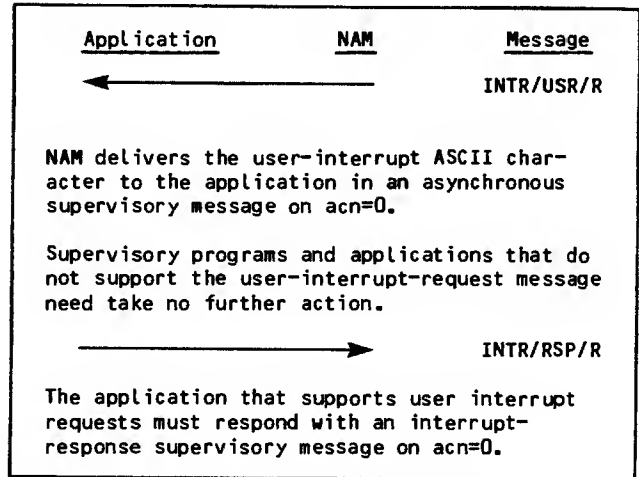 Application NAM Message
INTR/USR/R
NAM delivers the user-interrupt ASCII char-
acter to the application in an asynchronous
supervisory message on acn=0.
Supervisory programs and applications that do
not support the user-interrupt-request message
need take no further action.
INTR/RSP/R
The application that supports user interrupt
requests must respond with an interrupt-
response supervisory message on acn=0.